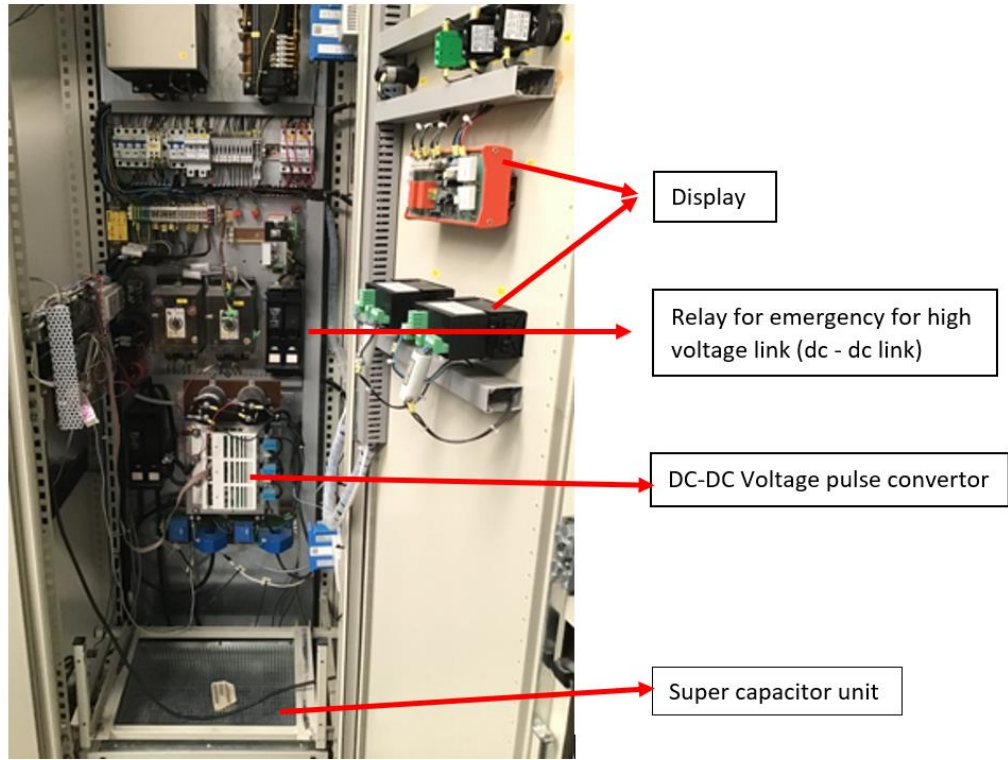 Display
Relay for emergency for high
voltage link (dc - dc link)
DC-DC Voltage pulse convertor
Super capacitor unit